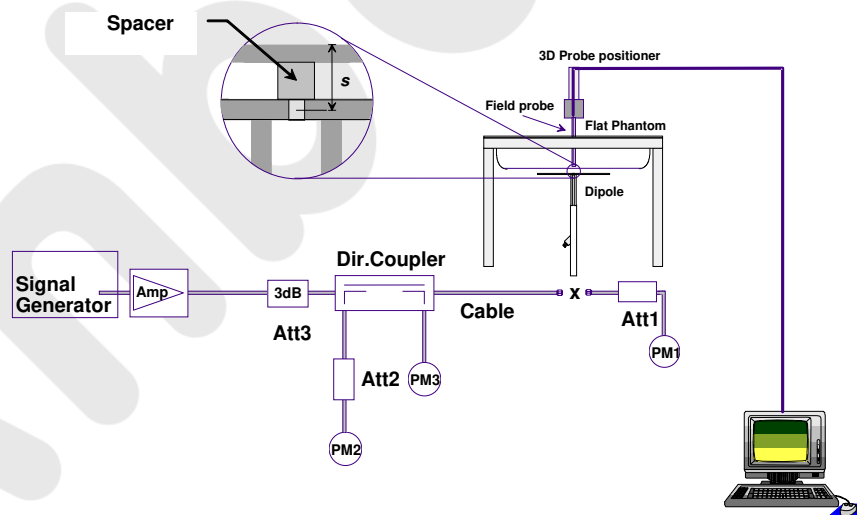 Spacer
s
3D Probe positioner
Field probe
Flat Phantom
Dipole
Dir.Coupler
Signal
Generator
Amp
3dB
Att3
Cable
x
Att1
PM1
Att2
PM3
PM2